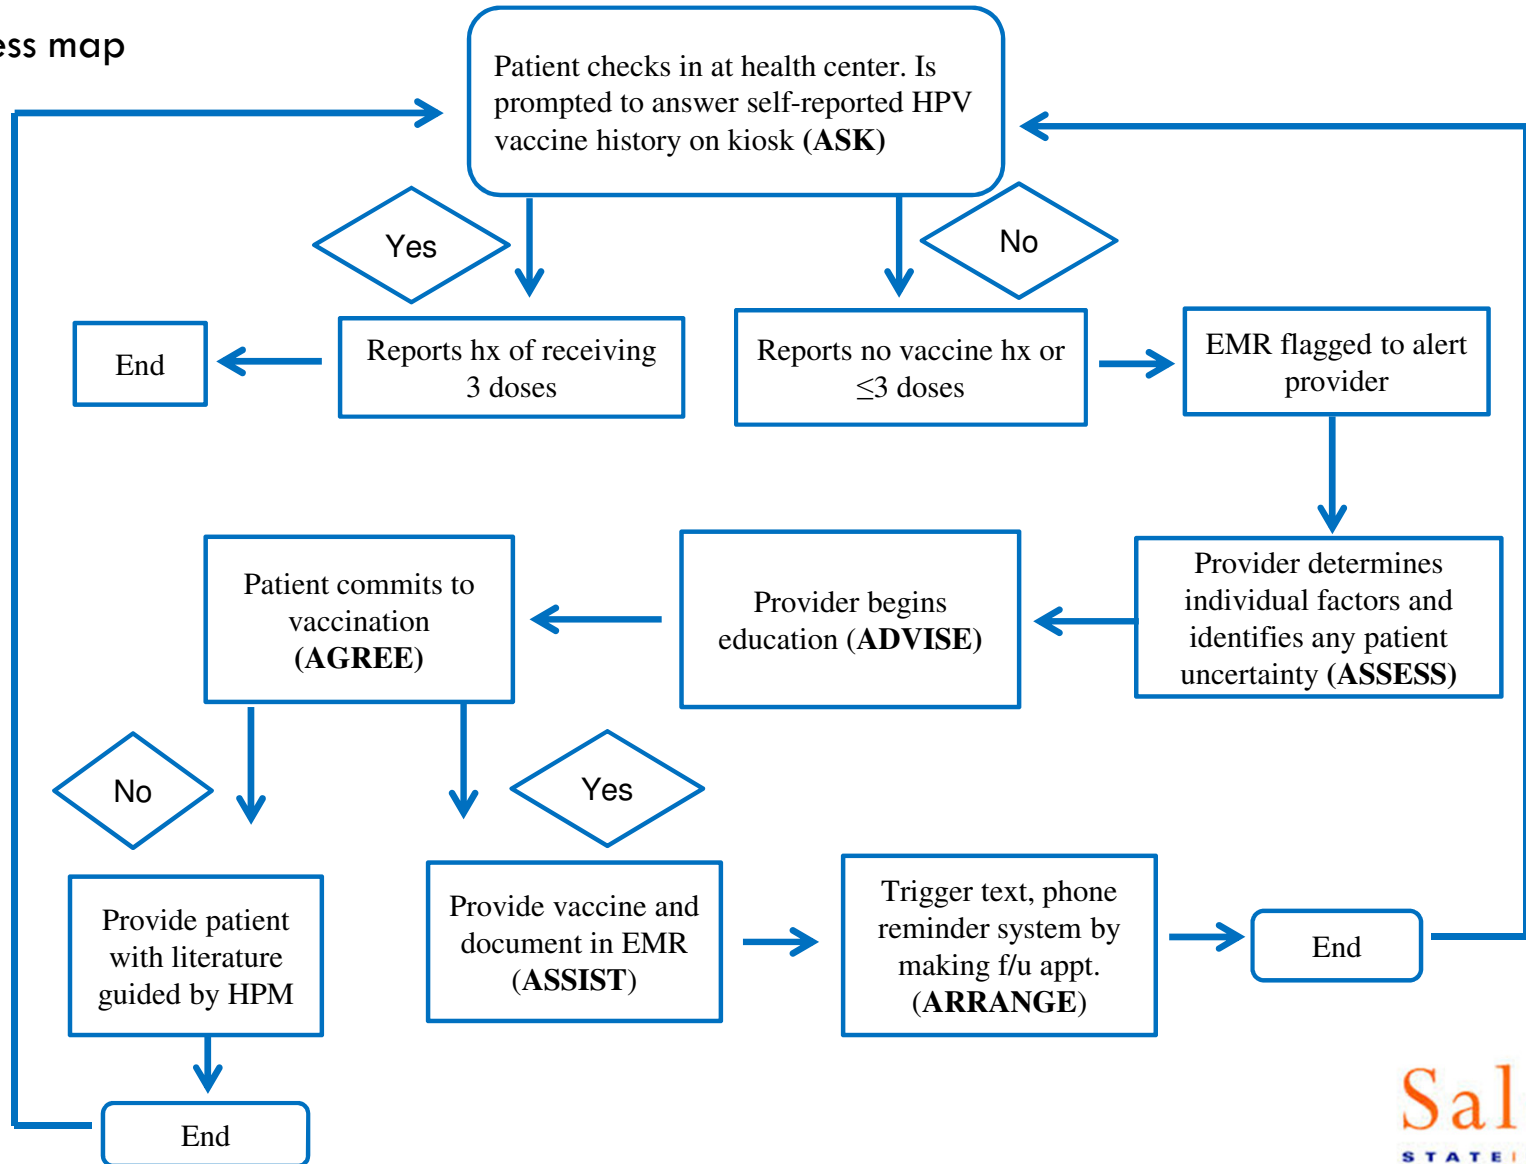 ess map
Patient checks in at health center. Is
prompted to answer self-reported HPV
vaccine history on kiosk (ASK)
Yes
No
End
Reports hx of receiving
3 doses
Reports no vaccine hx or
≤3 doses
EMR flagged to alert
provider
Patient commits to
vaccination
(AGREE)
Provider begins
education (ADVISE)
Provider determines
individual factors and
identifies any patient
uncertainty (ASSESS)
No
Yes
Provide patient
with literature
guided by HPM
Provide vaccine and
document in EMR
(ASSIST)
Trigger text, phone
reminder system by
making f/u appt.
(ARRANGE)
End
End
Sal
STATE